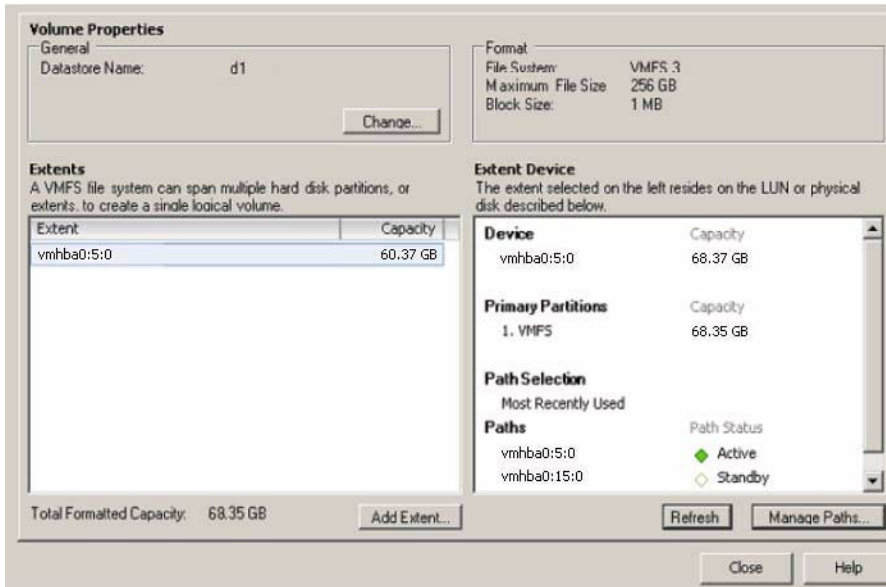 Volume Properties
General
Datastore Name: d1
Change...
Format
File System: VMFS 3
Maximum File Size 256 GB
Block Size: 1 MB
Extents
A VMFS file system can span multiple hard disk partitions, or
extents, to create a single logical volume.
Extent Capacity
vmhba0:5:0 60.37 GB
Total Formatted Capacity: 68.35 GB
Add Extent...
Extent Device
The extent selected on the left resides on the LUN or physical
disk described below.
Device Capacity
vmhba0:5:0 68.37 GB
Primary Partitions Capacity
1. VMFS 68.35 GB
Path Selection
Most Recently Used
Paths Path Status
vmhba0:5:0 Active
vmhba0:15:0 Standby
Refresh Manage Paths...
Close Help